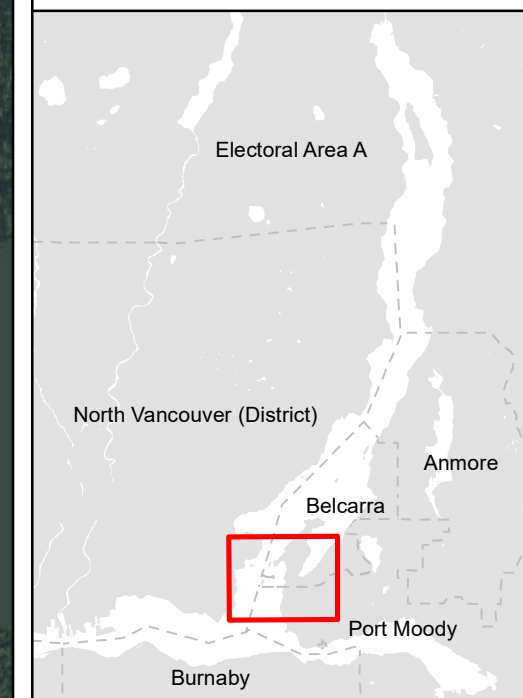 Electoral Area A
North Vancouver (District)
Anmore
Belcarra
Port Moody
Burnaby